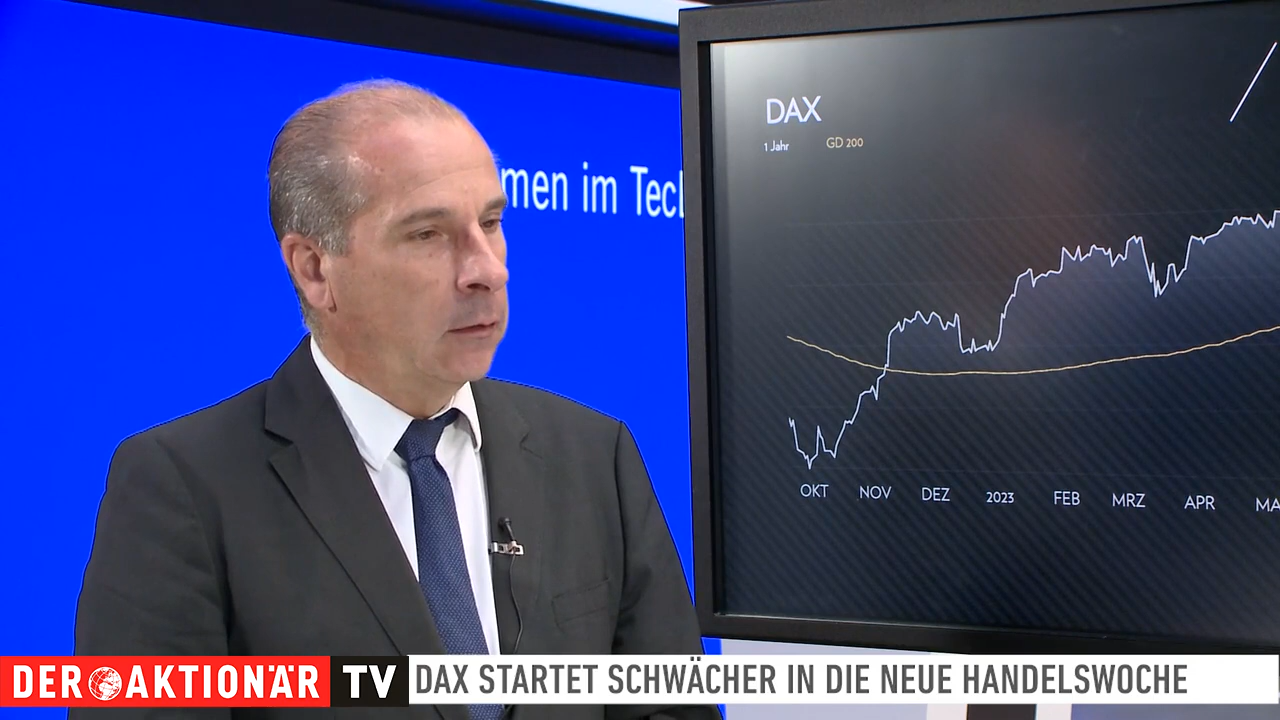 men im Tec
DAX
1 Jahr GD 200
OKT NOV DEZ 2023 FEB MRZ APR MA
DER AKTIONÄR TV DAX STARTET SCHWÄCHER IN DIE NEUE HANDELSWOCHE